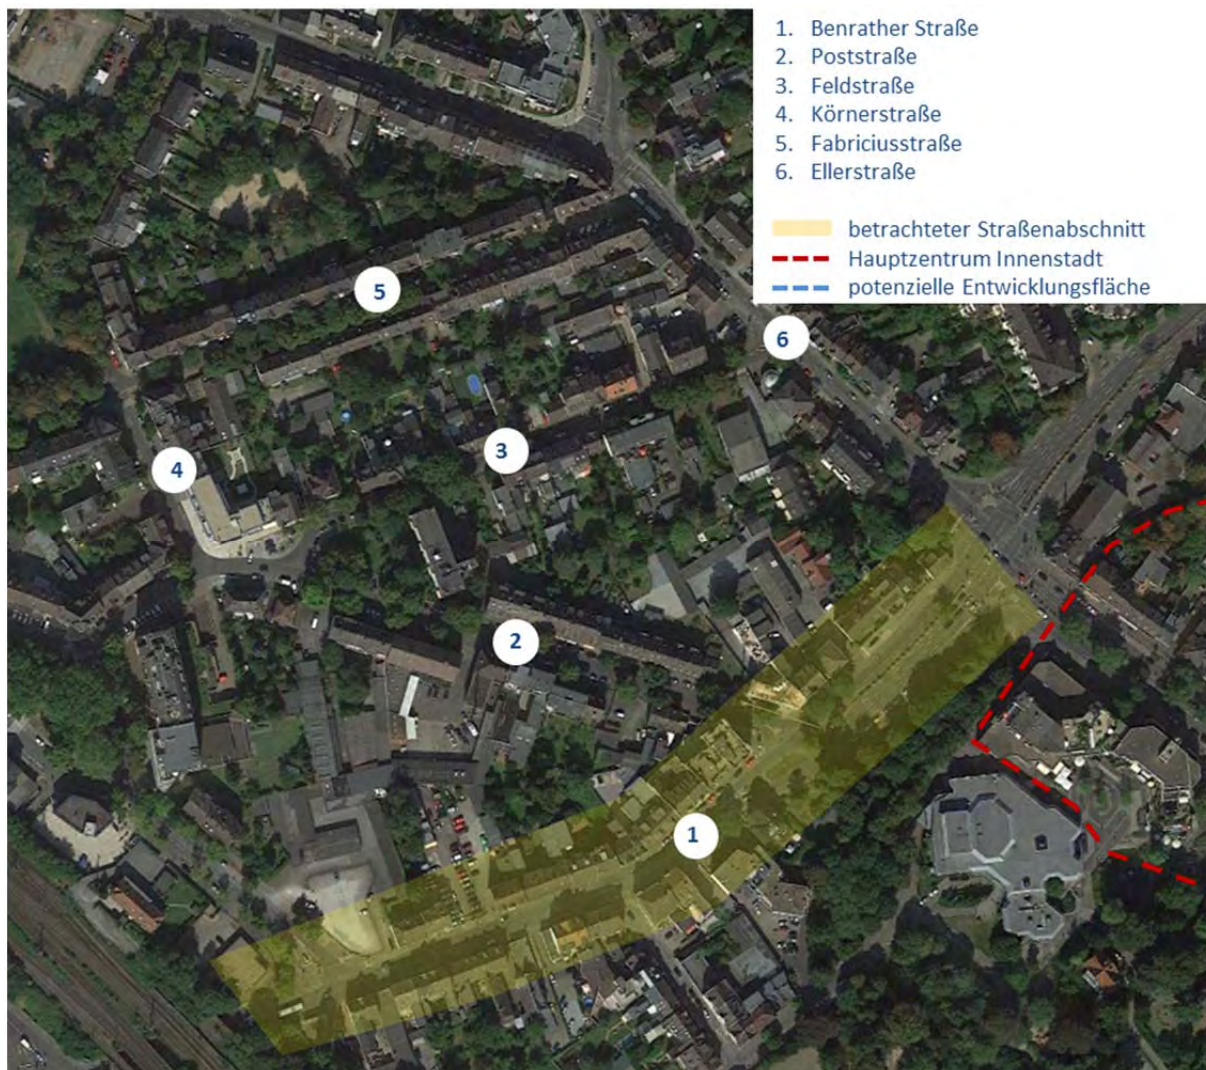 1. Benrather Straße
2. Poststraße
3. Feldstraße
4. Körnerstraße
5. Fabriciusstraße
6. Ellerstraße
betrachteter Straßenabschnitt
Hauptzentrum Innenstadt
potenzielle Entwicklungsfläche
5
6
3
4
2
1